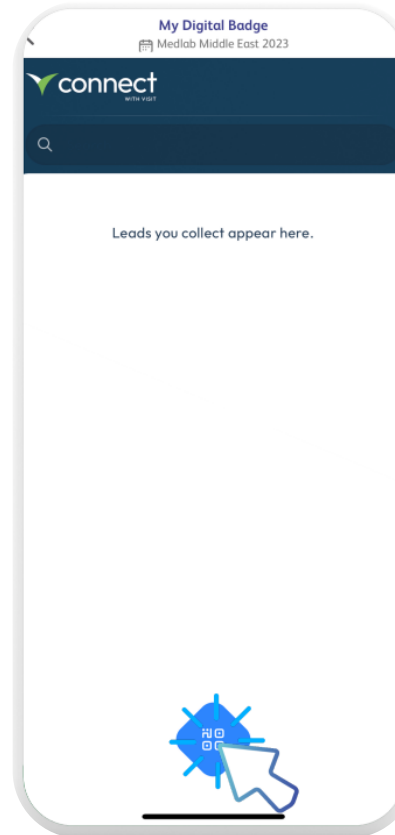 My Digital Badge
Medlab Middle East 2023
connect
WITH VISIT
Leads you collect appear here.